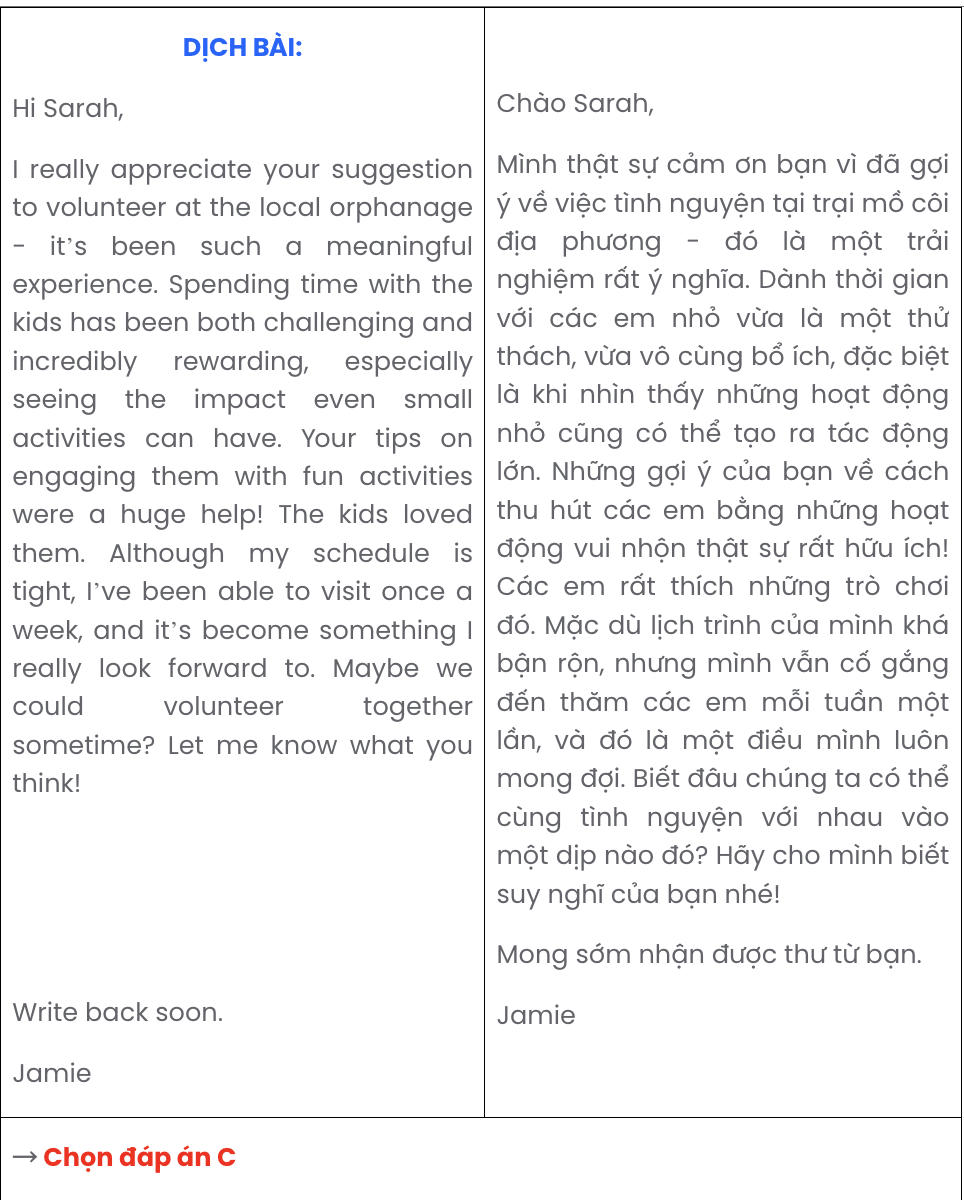 DỊCH BÀI:
Hi Sarah,
I really appreciate your suggestion
to volunteer at the local orphanage
- it’s been such a meaningful
experience. Spending time with the
kids has been both challenging and
incredibly rewarding, especially
seeing the impact even small
activities can have. Your tips on
engaging them with fun activities
were a huge help! The kids loved
them. Although my schedule is
tight, I’ve been able to visit once a
week, and it’s become something I
really look forward to. Maybe we
could volunteer together
sometime? Let me know what you
think!
Write back soon.
Jamie
Chào Sarah,
Mình thật sự cảm ơn bạn vì đã gợi
ý về việc tình nguyện tại trại mồ côi
địa phương - đó là một trải
nghiệm rất ý nghĩa. Dành thời gian
với các em nhỏ vừa là một thử
thách, vừa vô cùng bổ ích, đặc biệt
là khi nhìn thấy những hoạt động
nhỏ cũng có thể tạo ra tác động
lớn. Những gợi ý của bạn về cách
thu hút các em bằng những hoạt
động vui nhộn thật sự rất hữu ích!
Các em rất thích những trò chơi
đó. Mặc dù lịch trình của mình khá
bận rộn, nhưng mình vẫn cố gắng
đến thăm các em mỗi tuần một
lần, và đó là một điều mình luôn
mong đợi. Biết đâu chúng ta có thể
cùng tình nguyện với nhau vào
một dịp nào đó? Hãy cho mình biết
suy nghĩ của bạn nhé!
Mong sớm nhận được thư từ bạn.
Jamie
→ Chọn đáp án C